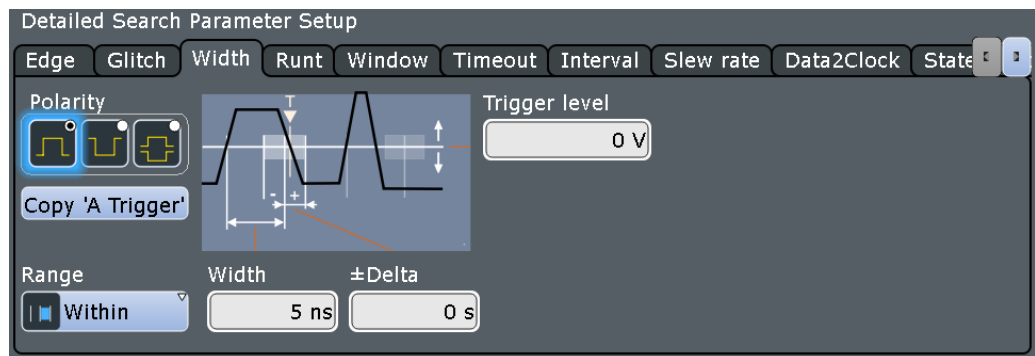 Detailed Search Parameter Setup
Edge Glitch Width Runt Window Timeout Interval Slew rate Data2Clock State
Polarity
Trigger level
T
0 V
Copy 'A Trigger'
- +
Range Width ±Delta
Within 5 ns 0 s